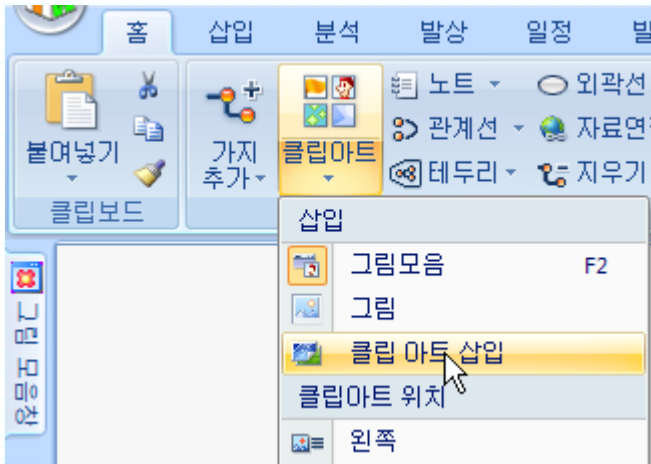 홈 삽입 분석 발상 일정
노트 외곽선
붙여넣기 가지 추가 클립아트 관계선
테두리 지우기
클립보드
삽입
그림모음 F2
그림
클립 아트 삽입
클립아트 위치
왼쪽
그림 모음창